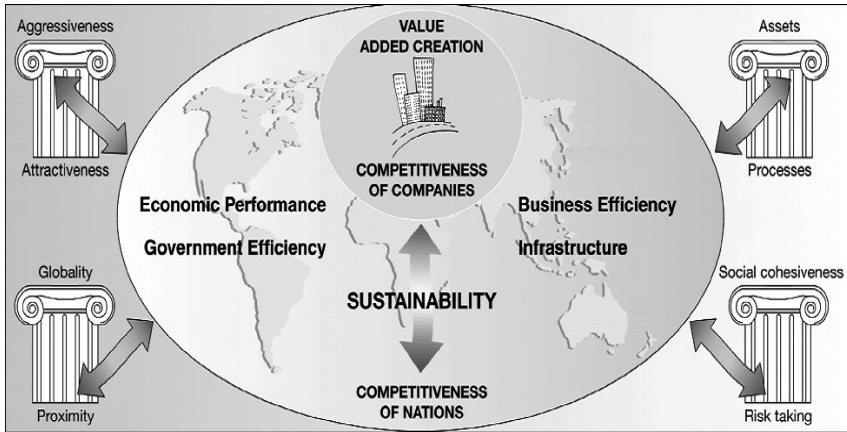 Aggressiveness
Attractiveness
Globality
Proximity
VALUE
ADDED CREATION
COMPETITIVENESS
OF COMPANIES
Economic Performance
Government Efficiency
Business Efficiency
Infrastructure
SUSTAINABILITY
COMPETITIVENESS
OF NATIONS
Assets
Processes
Social cohesiveness
Risk taking